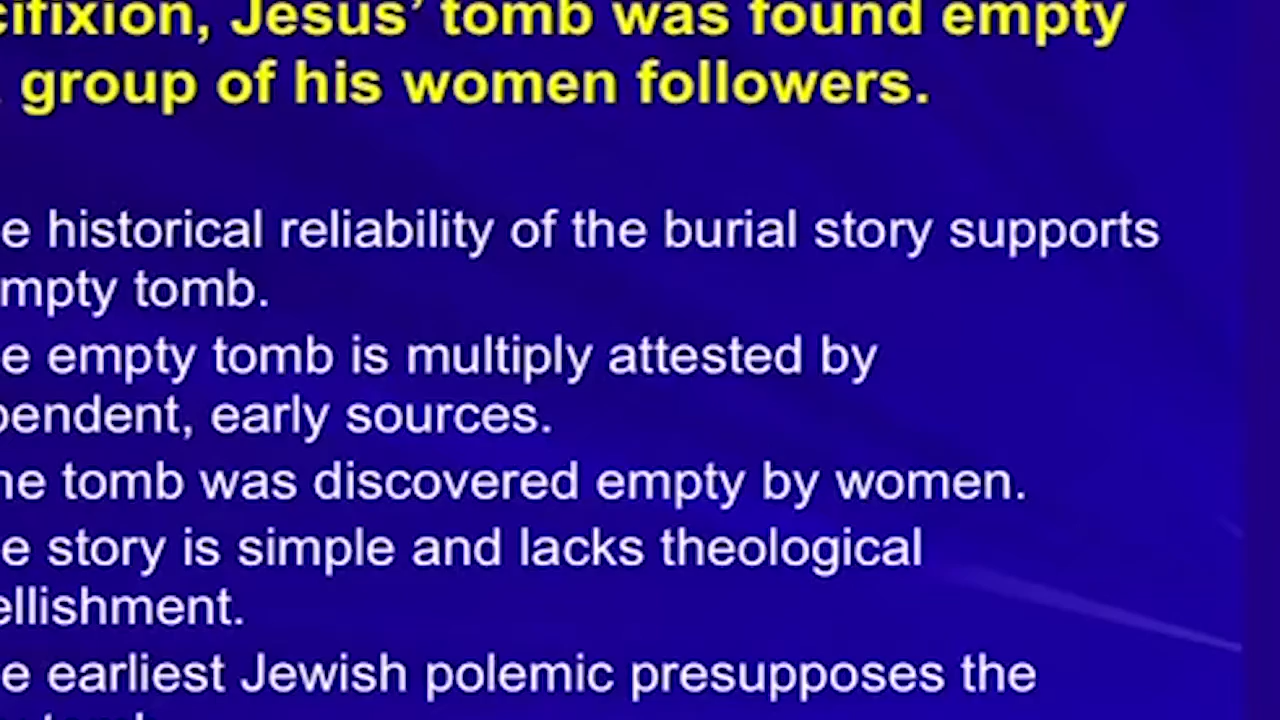 cifixion, Jesus’ tomb was found empty
group of his women followers.
e historical reliability of the burial story supports
mpty tomb.
e empty tomb is multiply attested by
pendent, early sources.
he tomb was discovered empty by women.
e story is simple and lacks theological
ellishment.
e earliest Jewish polemic presupposes the